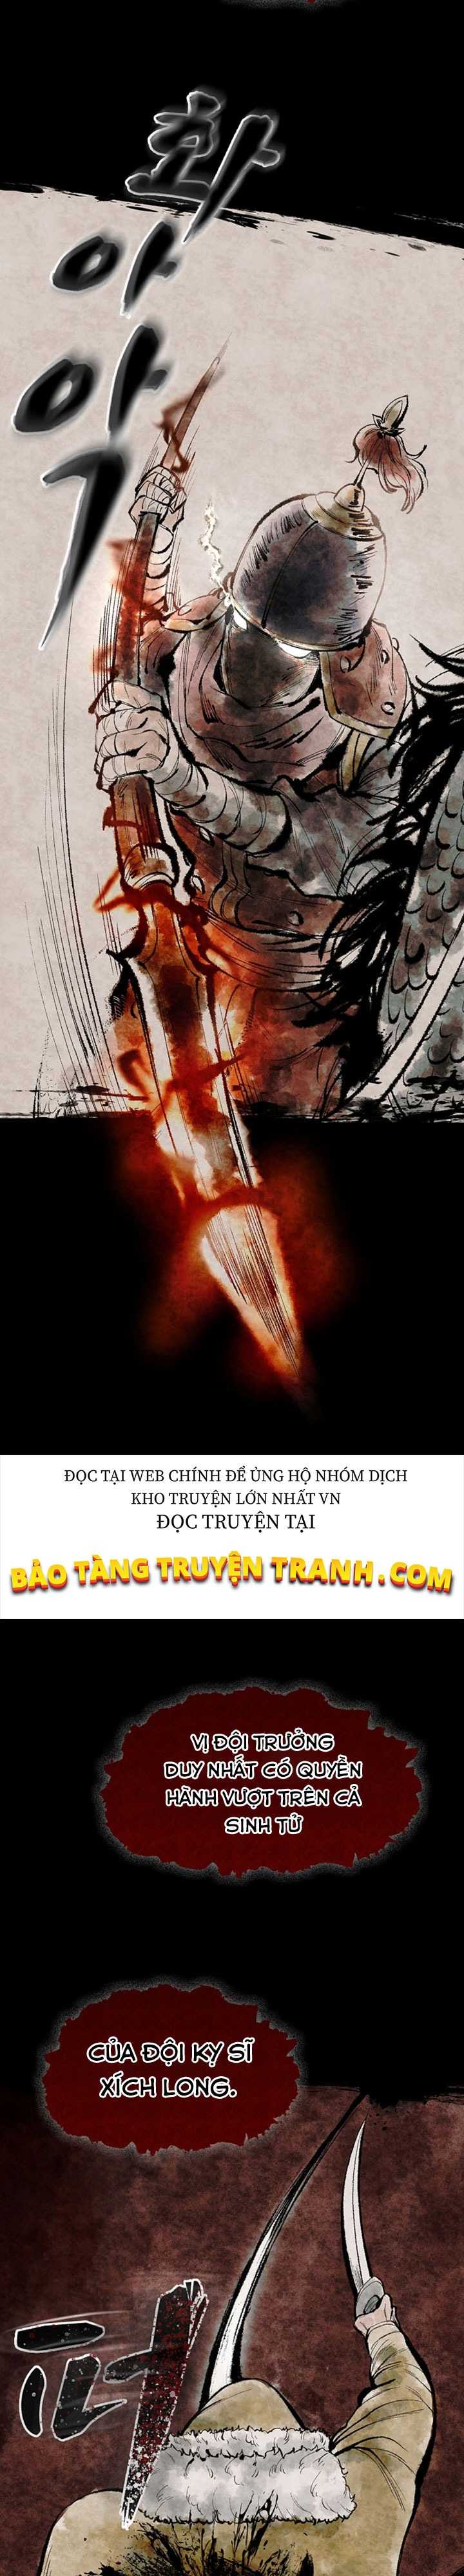 화
아
악
ĐỌC TẠI WEB CHÍNH ĐỂ ỦNG HỘ NHÓM DỊCH
KHO TRUYỆN LỚN NHẤT VN
ĐỌC TRUYỆN TẠI
BẢO TÀNG TRUYỆN TRANH.COM
VỊ ĐỘI TRƯỞNG
DUY NHẤT CÓ QUYỀN
HÀNH VƯỢT TRÊN CẢ
SINH TỬ
CỦA ĐỘI KỴ SĨ
XÍCH LONG.